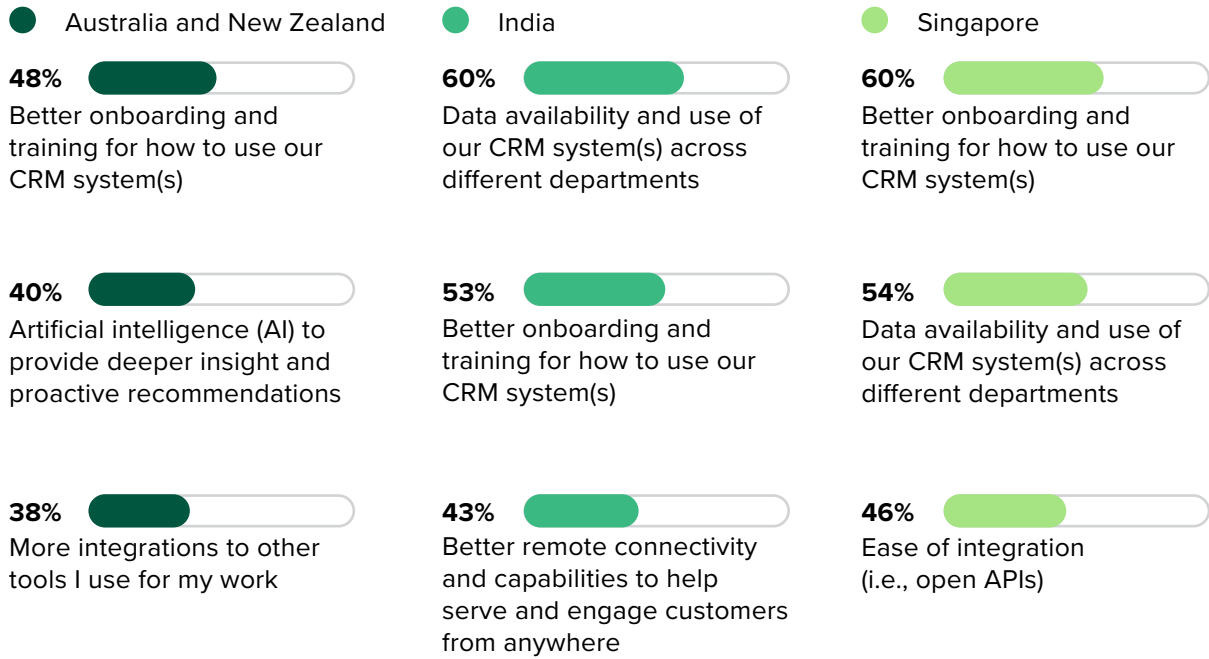 Australia and New Zealand
48%
Better onboarding and
training for how to use our
CRM system(s)
40%
Artificial intelligence (AI) to
provide deeper insight and
proactive recommendations
38%
More integrations to other
tools I use for my work
India
60%
Data availability and use of
our CRM system(s) across
different departments
53%
Better onboarding and
training for how to use our
CRM system(s)
43%
Better remote connectivity
and capabilities to help
serve and engage customers
from anywhere
Singapore
60%
Better onboarding and
training for how to use our
CRM system(s)
54%
Data availability and use of
our CRM system(s) across
different departments
46%
Ease of integration
(i.e., open APIs)